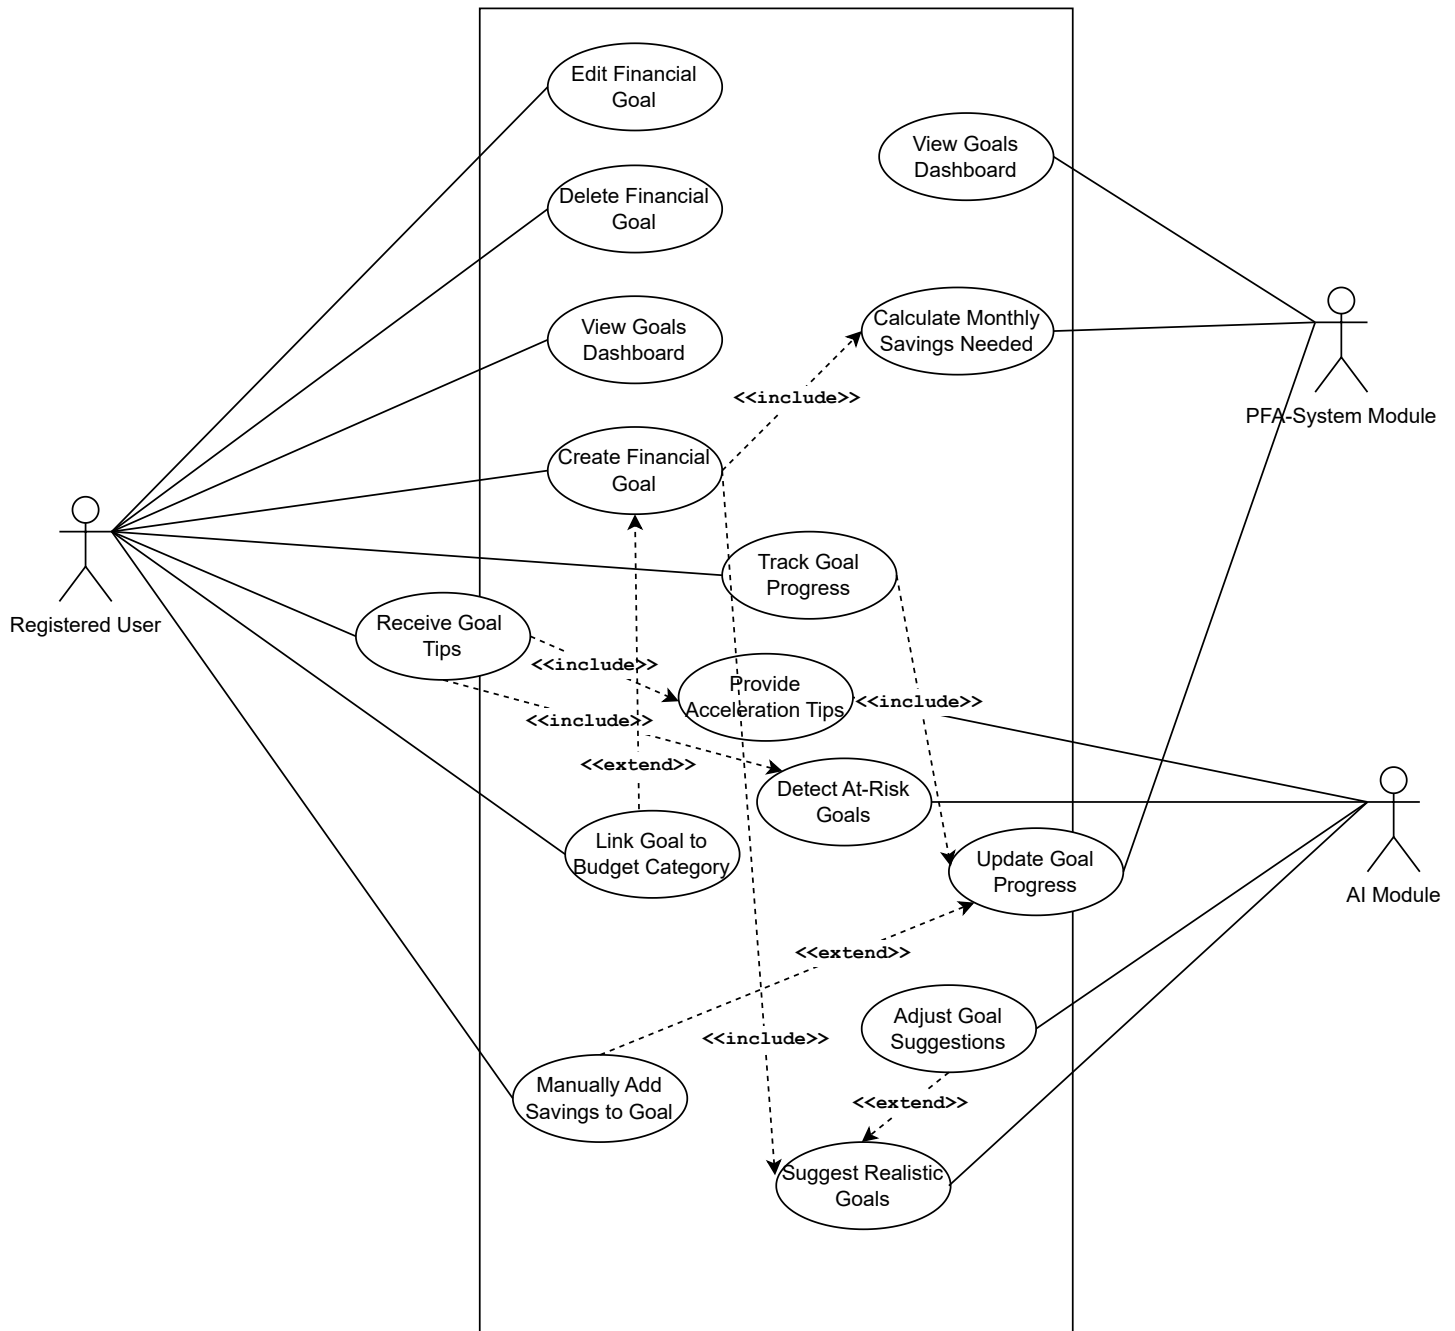 Edit Financial
Goal
View Goals
Dashboard
Delete Financial
Goal
View Goals
Dashboard
Calculate Monthly
Savings Needed
<<include>>
PFA-System Module
Create Financial
Goal
Track Goal
Progress
Registered User
Receive Goal
Tips
<<include>>
Provide
Acceleration Tips
<<include>>
<<include>>
<<extend>>
Detect At-Risk
Goals
Link Goal to
Budget Category
Update Goal
Progress
AI Module
<<extend>>
Adjust Goal
Suggestions
<<include>>
Manually Add
Savings to Goal
<<extend>>
Suggest Realistic
Goals